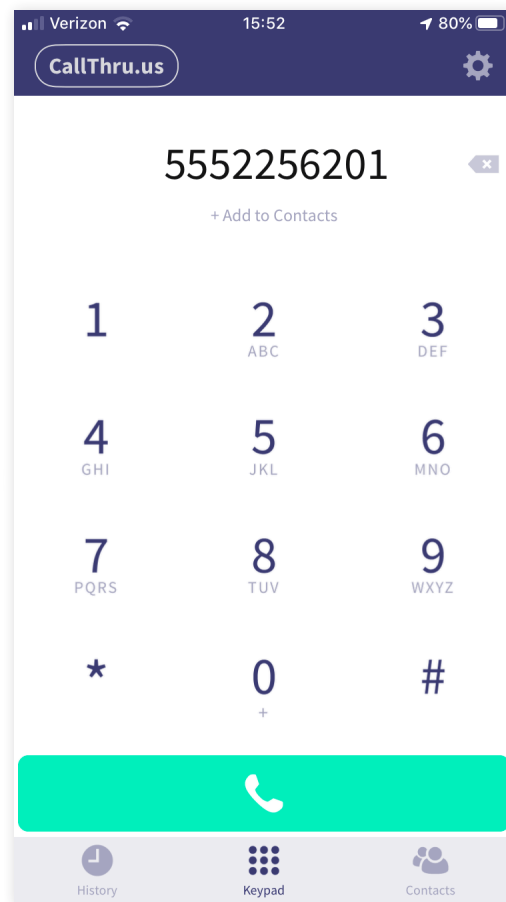 Verizon 15:52 80%
CallThru.us
5552256201
+ Add to Contacts
1 2 3
ABC DEF
4 5 6
GHI JKL MNO
7 8 9
PQRS TUV WXYZ
* 0 #
+
History Keypad Contacts